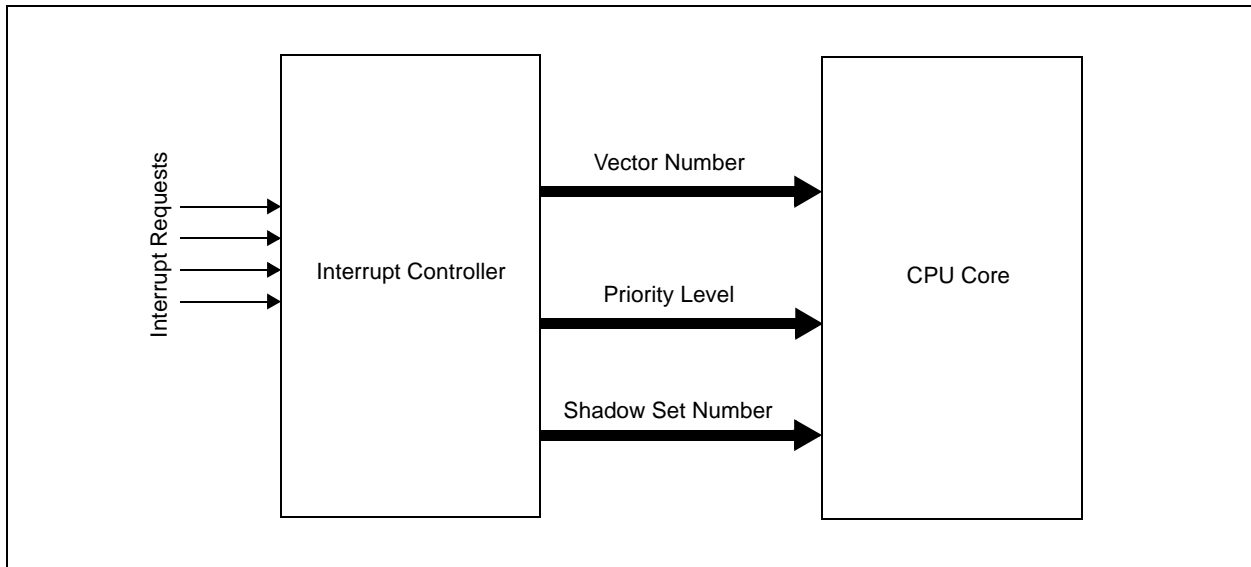 Interrupt Requests
Interrupt Controller
Vector Number
Priority Level
Shadow Set Number
CPU Core